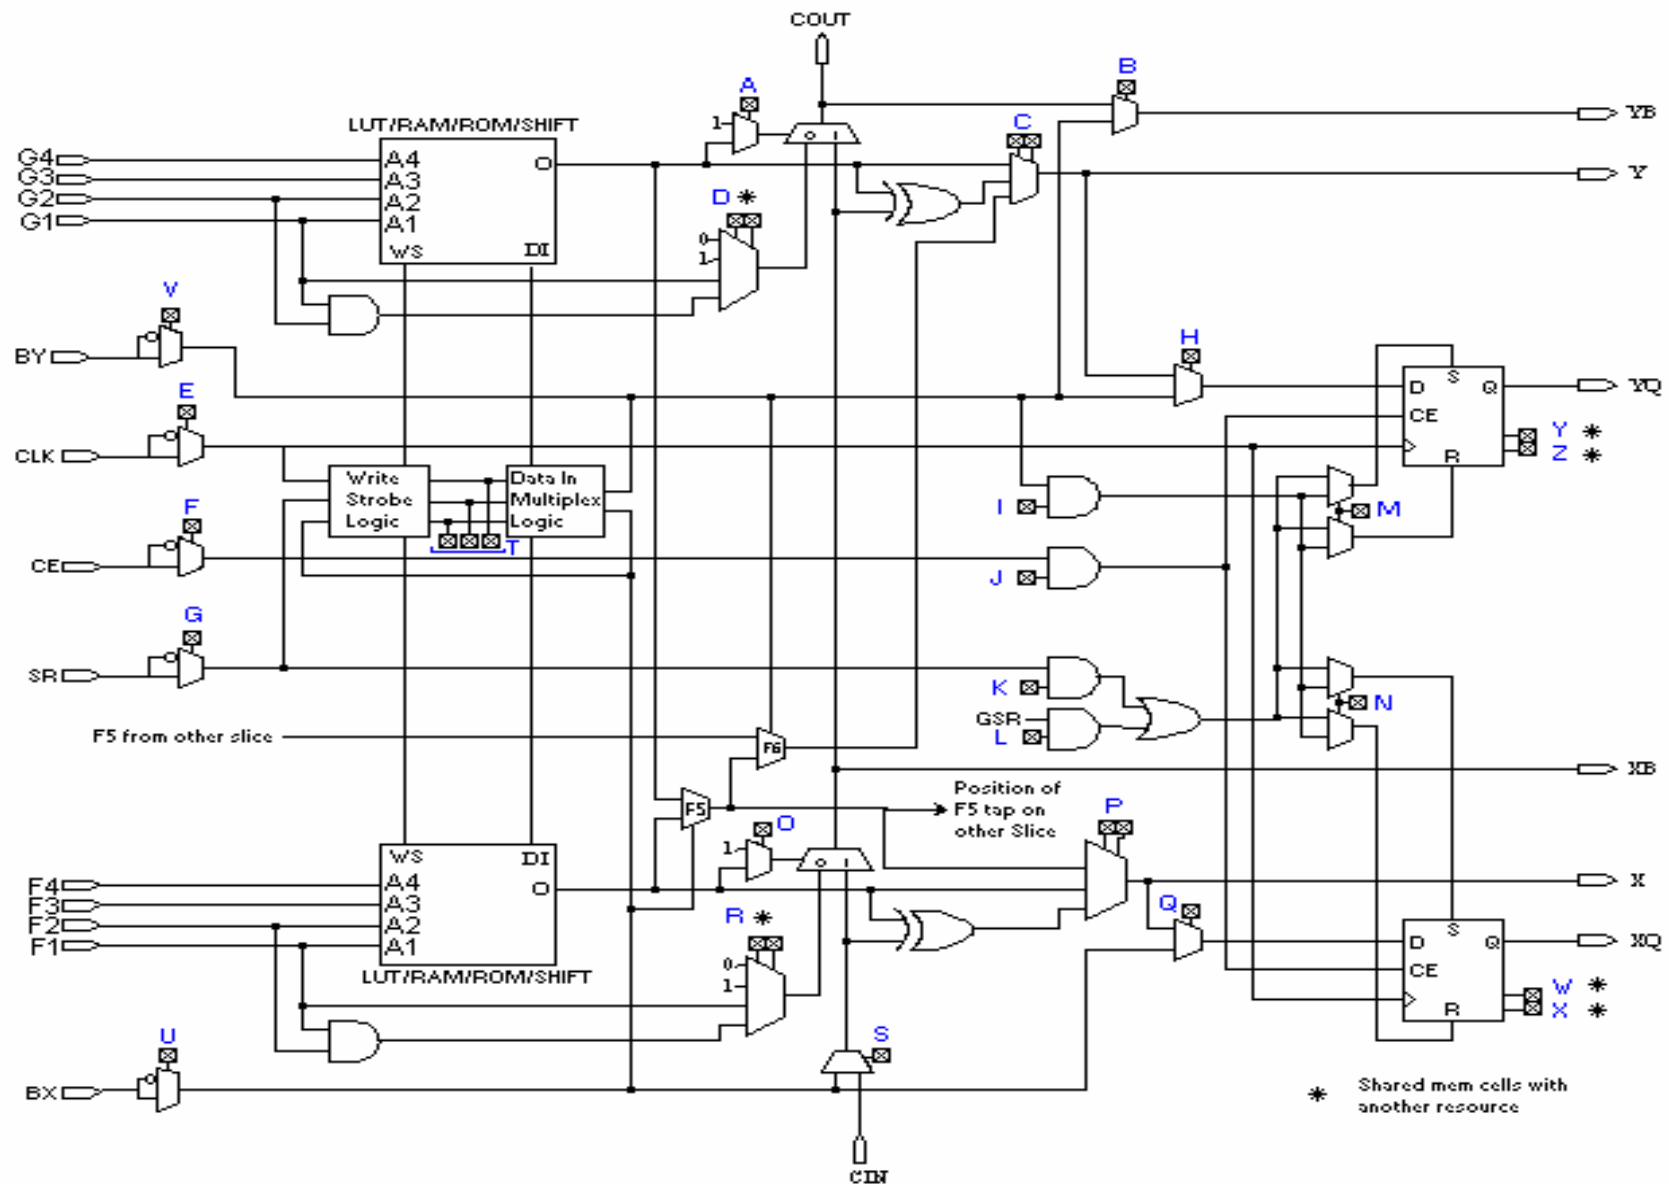 COUT
B
A
YB
LUT/RAM/ROM/SHIFT
1
0 1
C
G4
A4
O
G3
A3
Y
G2
A2
D *
G1
A1
0
WS
DI
1
V
H
BY
S
E
D
Q
YQ
CE
Y *
CLK
R
Z *
Write
Strobe
Logic
Data In
Multiplex
Logic
I
M
F
T
CE
J
G
SR
K
N
GSR
L
F5 from other slice
F6
XB
Position of
F5 tap on
other Slice
F5
P
O
1
0 1
WS
DI
F4
A4
O
X
F3
A3
Q
F2
A2
R *
F1
A1
S
D
Q
XQ
LUT/RAM/ROM/SHIFT
0
1
CE
W *
R
X *
U
S
BX
* Shared mem cells with
another resource
CIN